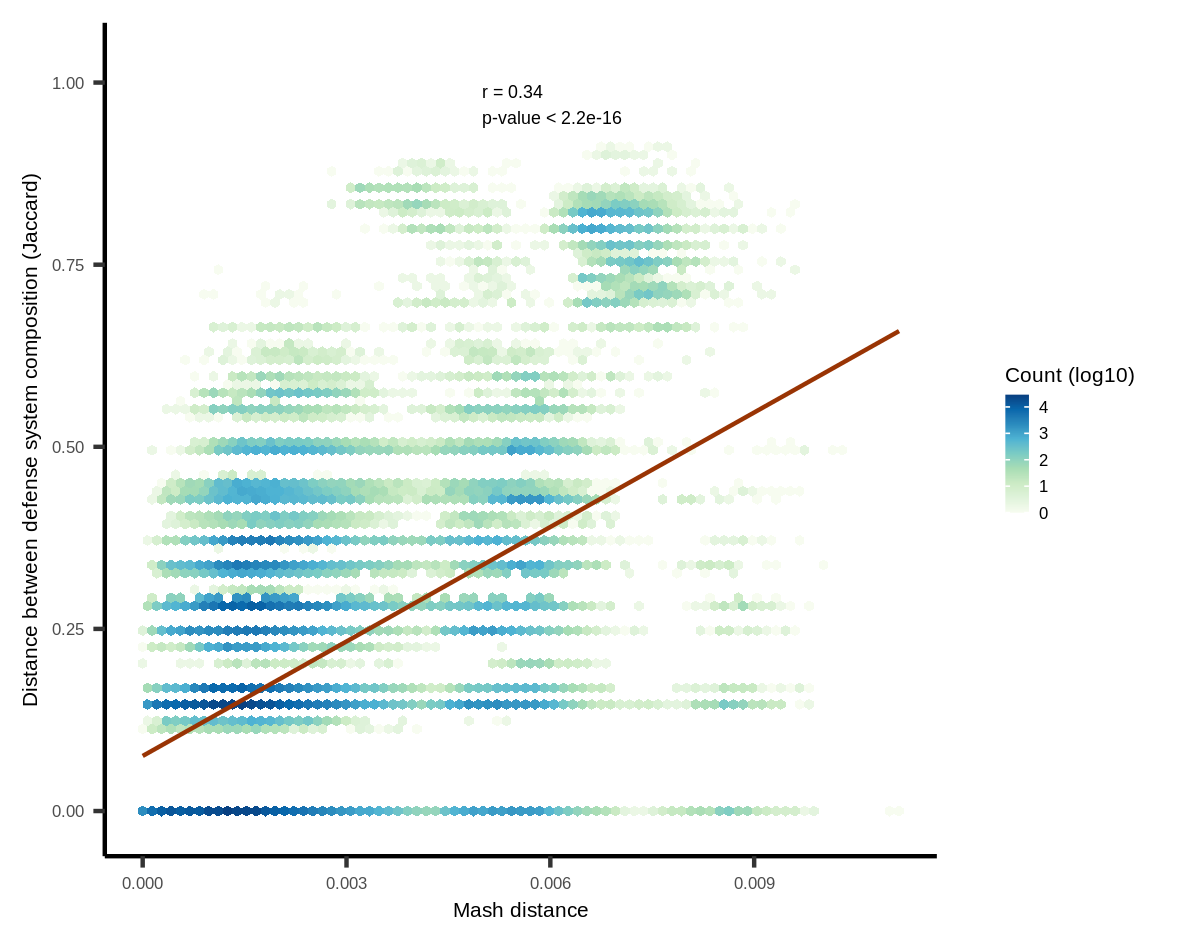 r = 0.34
p-value < 2.2e-16
Distance between defense system composition (Jaccard)
1.00
0.75
0.50
0.25
0.00
0.000
0.003
0.006
0.009
Mash distance
Count (log10)
4
3
2
1
0